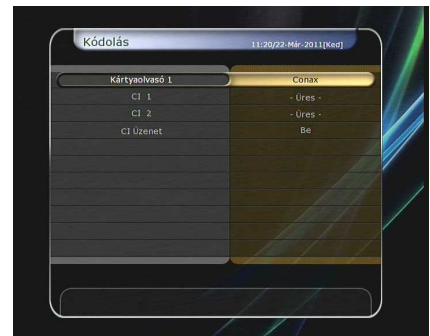 Kódolás 11:20/22-Már-2011[Ked]
Kártyaolvasó 1 Conax
CI 1 - Üres -
CI 2 - Üres -
CI Üzenet Be